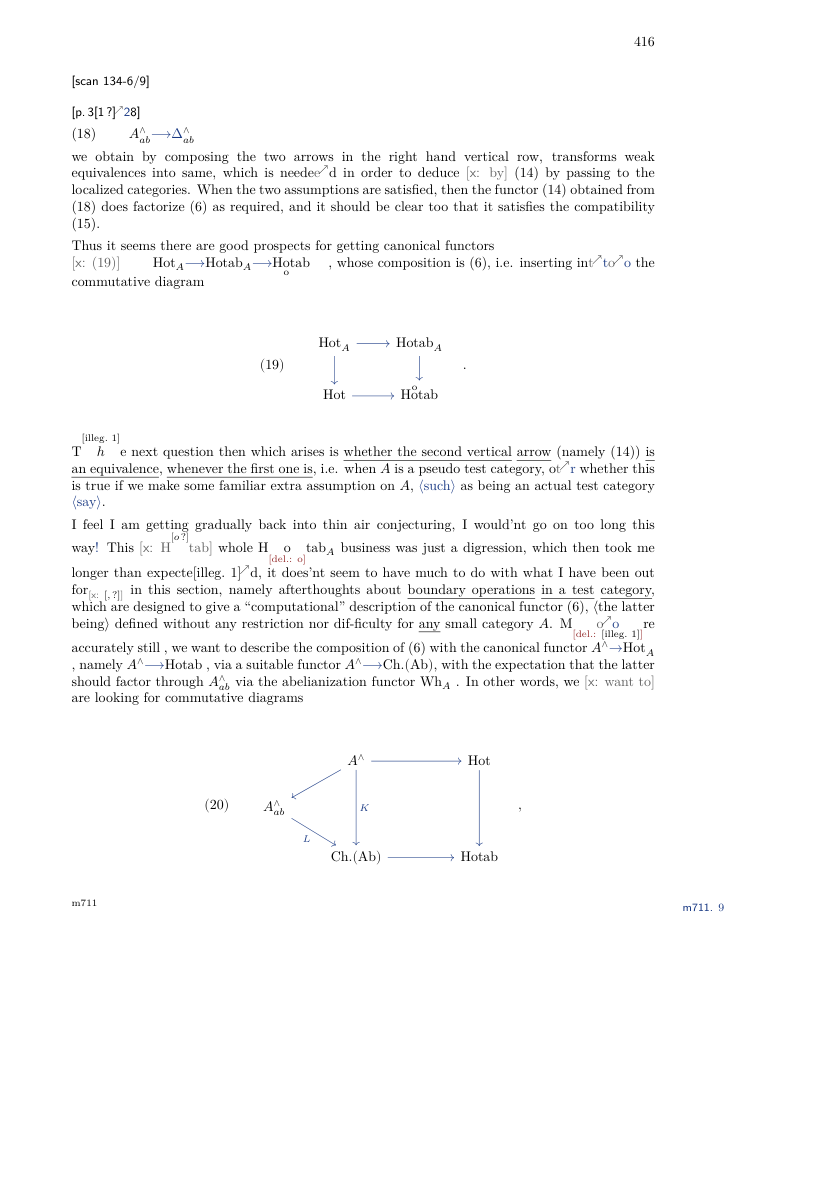 416
[scan 134-6/9]
[p. 3[1 ?]↗28]
(18) A^∧_ab ⟶ Δ^∧_ab
we obtain by composing the two arrows in the right hand vertical row, transforms weak
equivalences into same, which is needee↗d in order to deduce [x: by] (14) by passing to the
localized categories. When the two assumptions are satisfied, then the functor (14) obtained from
(18) does factorize (6) as required, and it should be clear too that it satisfies the compatibility
(15).
Thus it seems there are good prospects for getting canonical functors
[x: (19)] Hot_A⟶Hotab_A⟶Hotab , whose composition is (6), i.e. inserting int↗to↗o the
o
commutative diagram
Hot_A ⟶ Hotab_A
(19) ↓ ↓ .
o
Hot ⟶ Hotab
[illeg. 1]
T h e next question then which arises is whether the second vertical arrow (namely (14)) is
an equivalence, whenever the first one is, i.e. when A is a pseudo test category, ot↗r whether this
is true if we make some familiar extra assumption on A, ⟨such⟩ as being an actual test category
⟨say⟩.
I feel I am getting gradually back into thin air conjecturing, I would'nt go on too long this
[o ?]
way! This [x: H tab] whole H o tab_A business was just a digression, which then took me
[del.: o]
longer than expecte[illeg. 1]↗d, it does'nt seem to have much to do with what I have been out
for[x: [, ?]] in this section, namely afterthoughts about boundary operations in a test category,
which are designed to give a “computational” description of the canonical functor (6), ⟨the latter
being⟩ defined without any restriction nor dif-ficulty for any small category A. M o↗o re
[del.: [illeg. 1]]
accurately still , we want to describe the composition of (6) with the canonical functor A^∧→Hot_A
, namely A^∧⟶Hotab , via a suitable functor A^∧⟶Ch.(Ab), with the expectation that the latter
should factor through A^∧_ab via the abelianization functor Wh_A . In other words, we [x: want to]
are looking for commutative diagrams
A^∧ ⟶ Hot
(20) A^∧_ab K ,
L
Ch.(Ab) ⟶ Hotab
m711
m711. 9